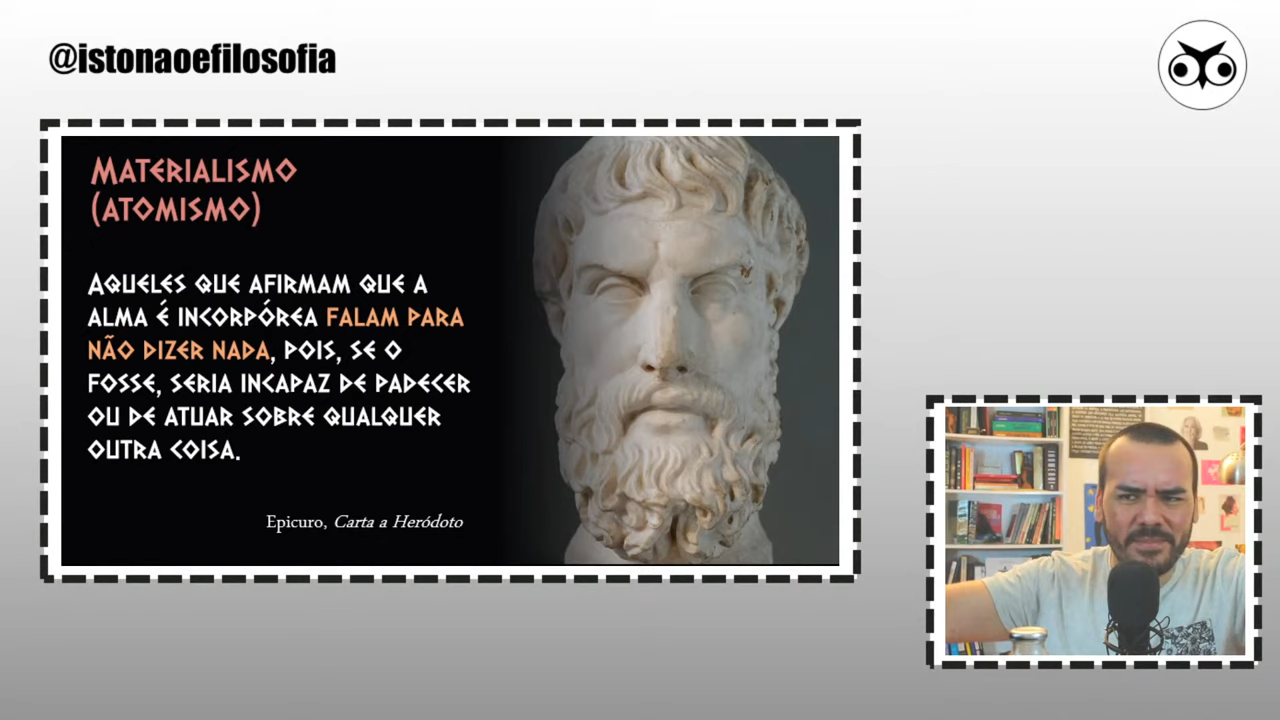 @istonaoefilosofia
MATERIALISMO
(ATOMISMO)
AQUELES QUE AFIRMAM QUE A
ALMA É INCORPÓREA FALAM PARA
NÃO DIZER NADA, POIS, SE O
FOSSE, SERIA INCAPAZ DE PADECER
OU DE ATUAR SOBRE QUALQUER
OUTRA COISA.
Epicuro, Carta a Heródoto